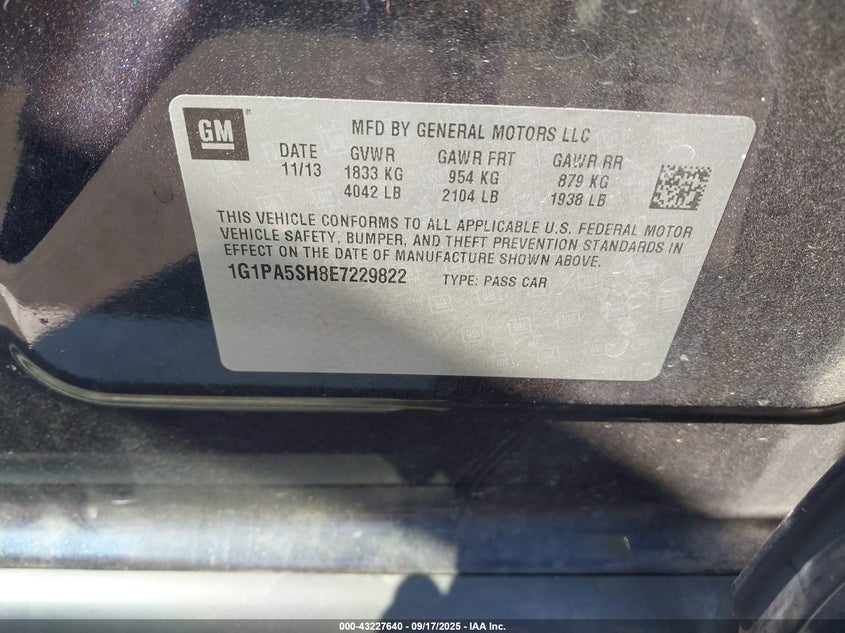 GM ®
MFD BY GENERAL MOTORS LLC
DATE GVWR GAWR FRT GAWR RR
11/13 1833 KG 954 KG 879 KG
4042 LB 2104 LB 1938 LB
THIS VEHICLE CONFORMS TO ALL APPLICABLE U.S. FEDERAL MOTOR
VEHICLE SAFETY, BUMPER, AND THEFT PREVENTION STANDARDS IN
EFFECT ON THE DATE OF MANUFACTURE SHOWN ABOVE.
1G1PA5SH8E7229822 TYPE: PASS CAR
000-43227640 - 09/17/2025 - IAA Inc.